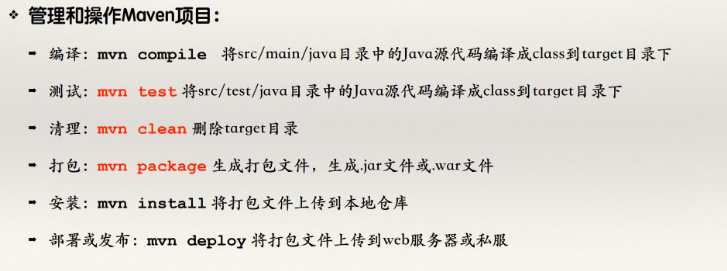 ❖ 管理和操作Maven项目：
➡ 编译：mvn compile 将src/main/java目录中的Java源代码编译成class到target目录下
➡ 测试：mvn test 将src/test/java目录中的Java源代码编译成class到target目录下
➡ 清理：mvn clean 删除target目录
➡ 打包：mvn package 生成打包文件，生成.jar文件或.war文件
➡ 安装：mvn install 将打包文件上传到本地仓库
➡ 部署或发布：mvn deploy 将打包文件上传到web服务器或私服